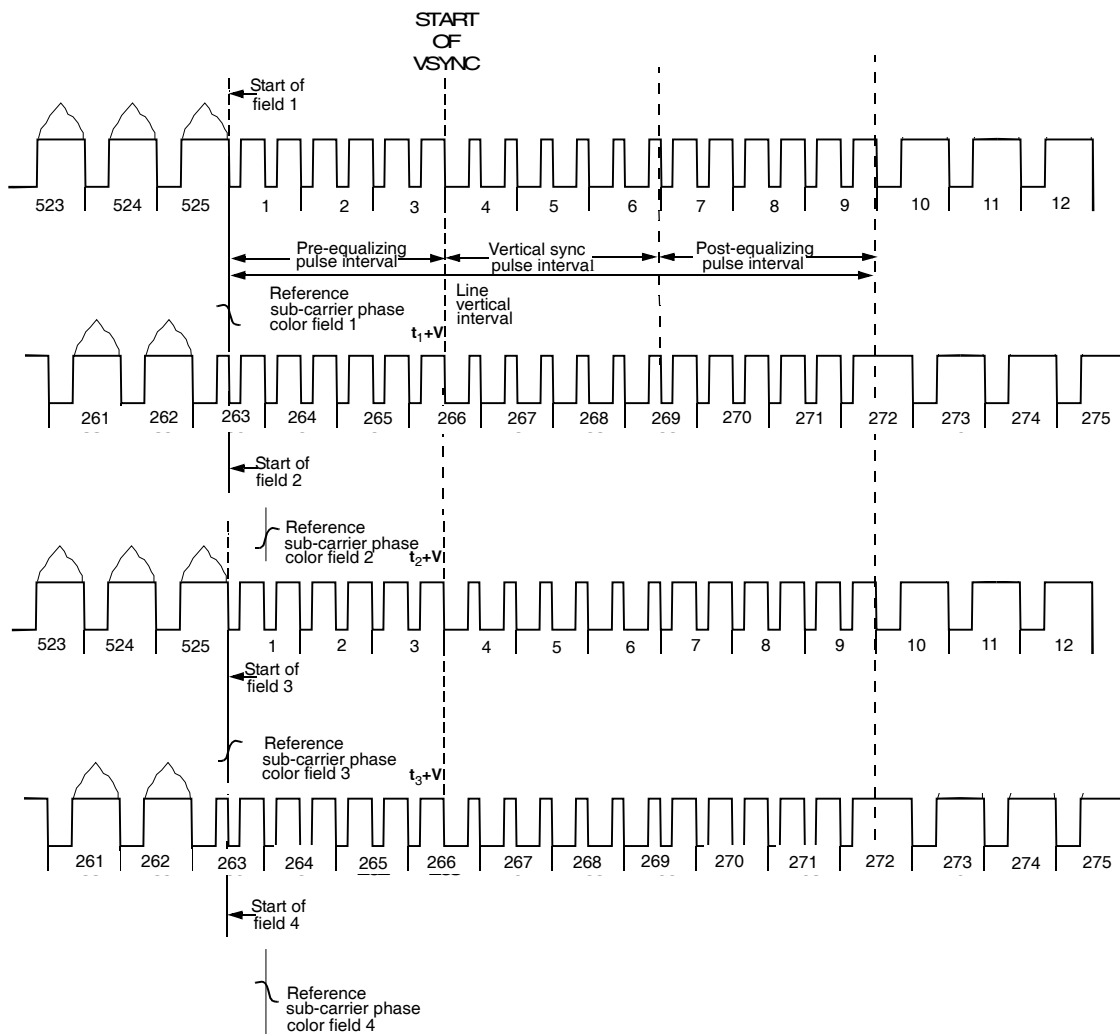 START
OF
VSYNC
Start of
field 1
523 524 525 1 2 3 4 5 6 7 8 9 10 11 12
Pre-equalizing
pulse interval
Vertical sync
pulse interval
Post-equalizing
pulse interval
Reference
sub-carrier phase
color field 1
t1+V
Line
vertical
interval
261 262 263 264 265 266 267 268 269 270 271 272 273 274 275
Start of
field 2
Reference
sub-carrier phase
color field 2
t2+V
523 524 525 1 2 3 4 5 6 7 8 9 10 11 12
Start of
field 3
Reference
sub-carrier phase
color field 3
t3+V
261 262 263 264 265 266 267 268 269 270 271 272 273 274 275
Start of
field 4
Reference
sub-carrier phase
color field 4